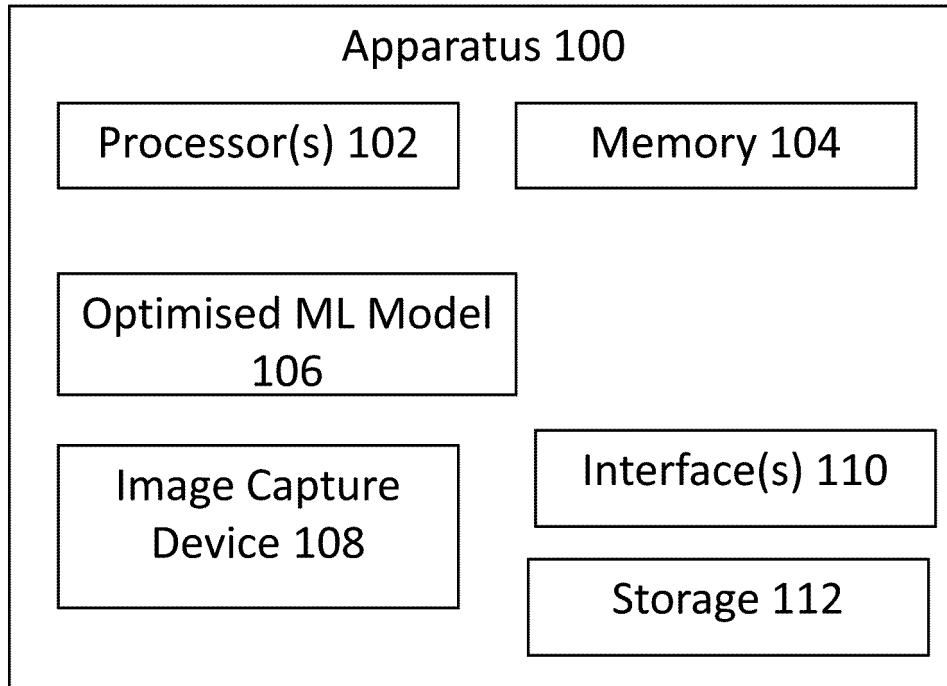 Apparatus 100
Processor(s) 102
Memory 104
Optimised ML Model
106
Image Capture
Device 108
Interface(s) 110
Storage 112